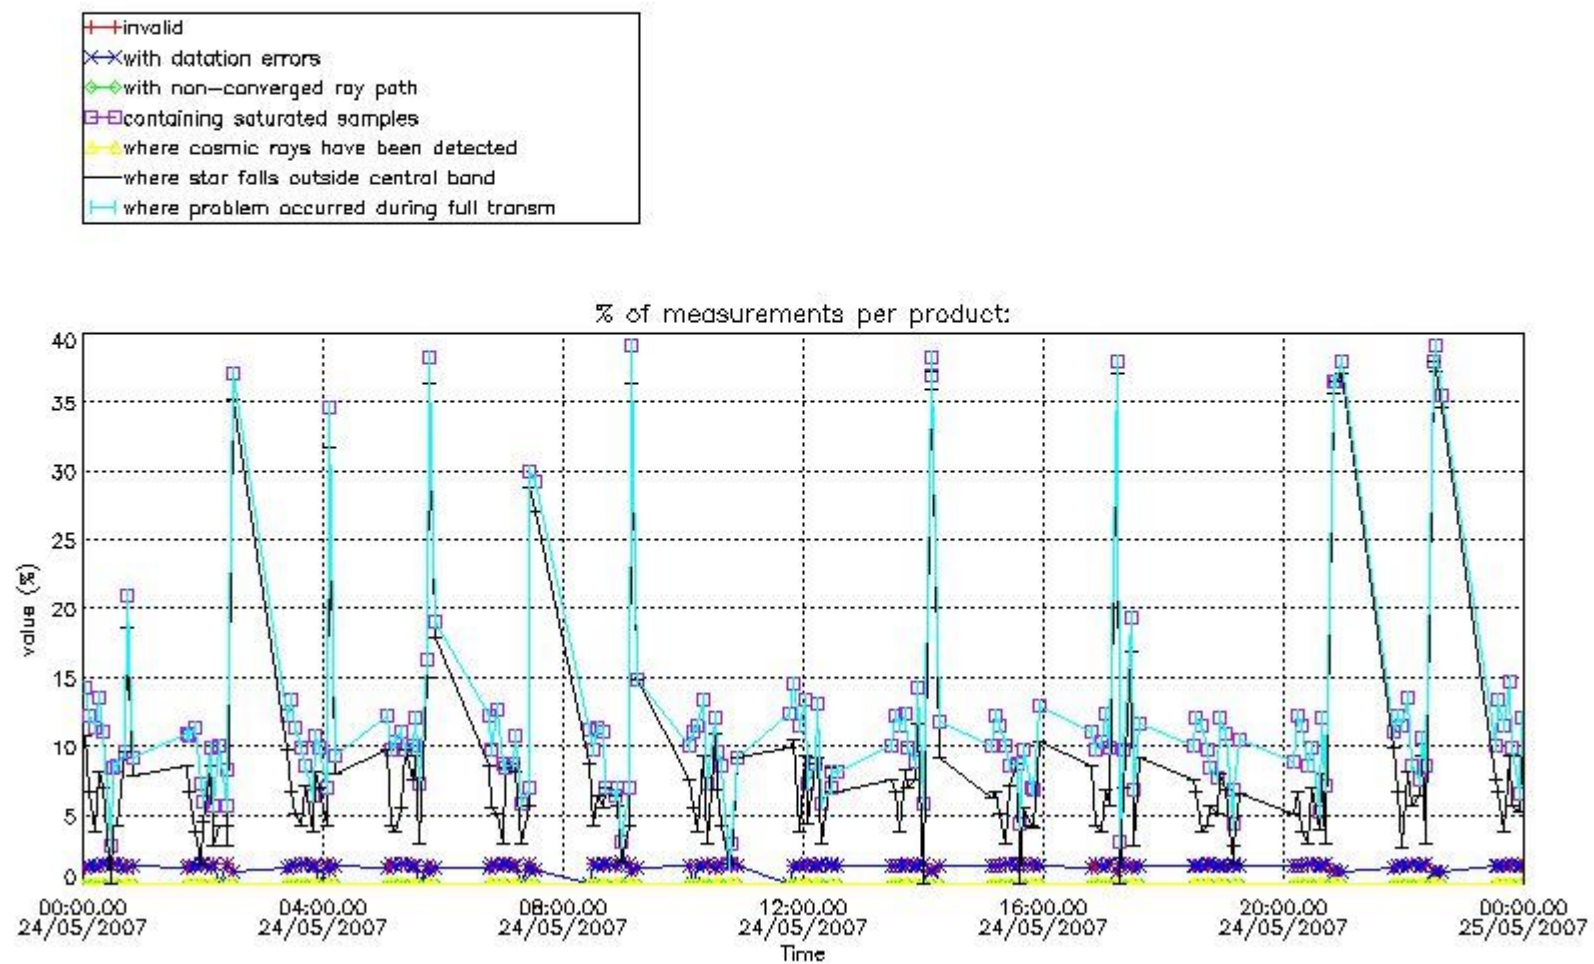 invalid
with datation errors
with non-converged ray path
containing saturated samples
where cosmic rays have been detected
where star falls outside central band
where problem occurred during full transm
% of measurements per product:
40
35
30
25
20
15
10
5
0
value (%)
00:00:00 04:00:00 08:00:00 12:00:00 16:00:00 20:00:00 00:00:00
24/05/2007 24/05/2007 24/05/2007 24/05/2007 24/05/2007 24/05/2007 25/05/2007
Time